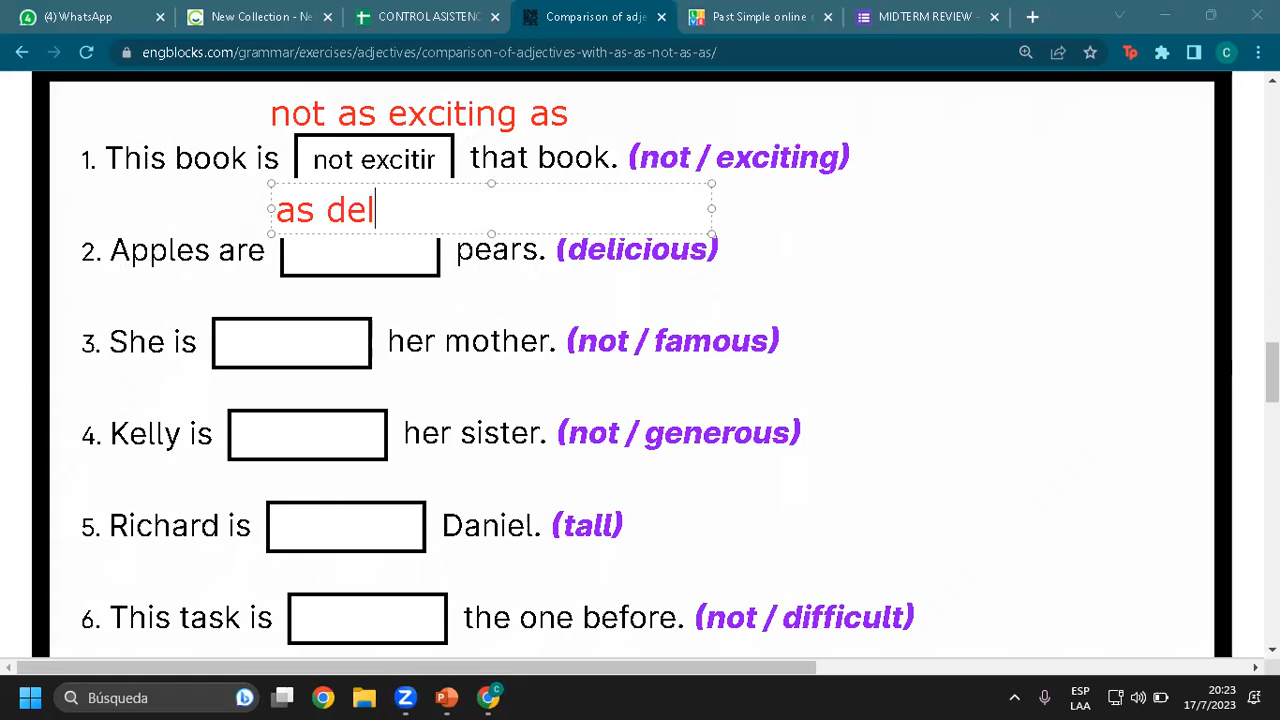 (4) WhatsApp
New Collection - Ne
CONTROL ASISTENC
Comparison of adje
Past Simple online e
MIDTERM REVIEW -
engblocks.com/grammar/exercises/adjectives/comparison-of-adjectives-with-as-as-not-as-as/
Tp
C
not as exciting as
1. This book is not excitir that book. (not / exciting)
as del
2. Apples are pears. (delicious)
3. She is her mother. (not / famous)
4. Kelly is her sister. (not / generous)
5. Richard is Daniel. (tall)
6. This task is the one before. (not / difficult)
Búsqueda
ESP
LAA
20:23
17/7/2023